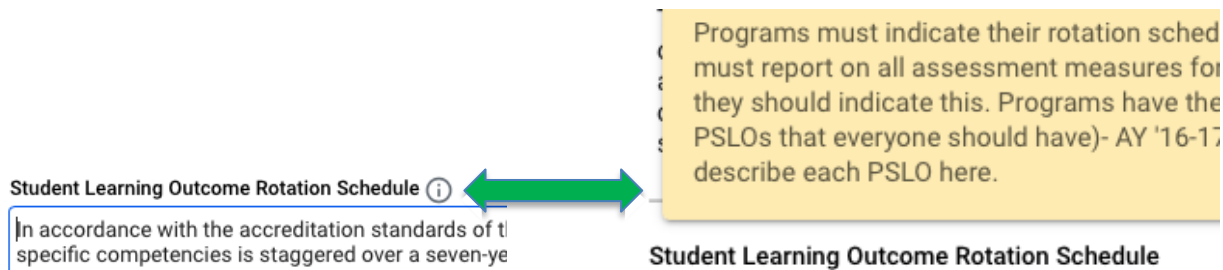 Student Learning Outcome Rotation Schedule
In accordance with the accreditation standards of
specific competencies is staggered over a seven-ye
Programs must indicate their rotation sched
must report on all assessment measures for
they should indicate this. Programs have the
PSLOs that everyone should have)- AY '16-17
describe each PSLO here.
Student Learning Outcome Rotation Schedule